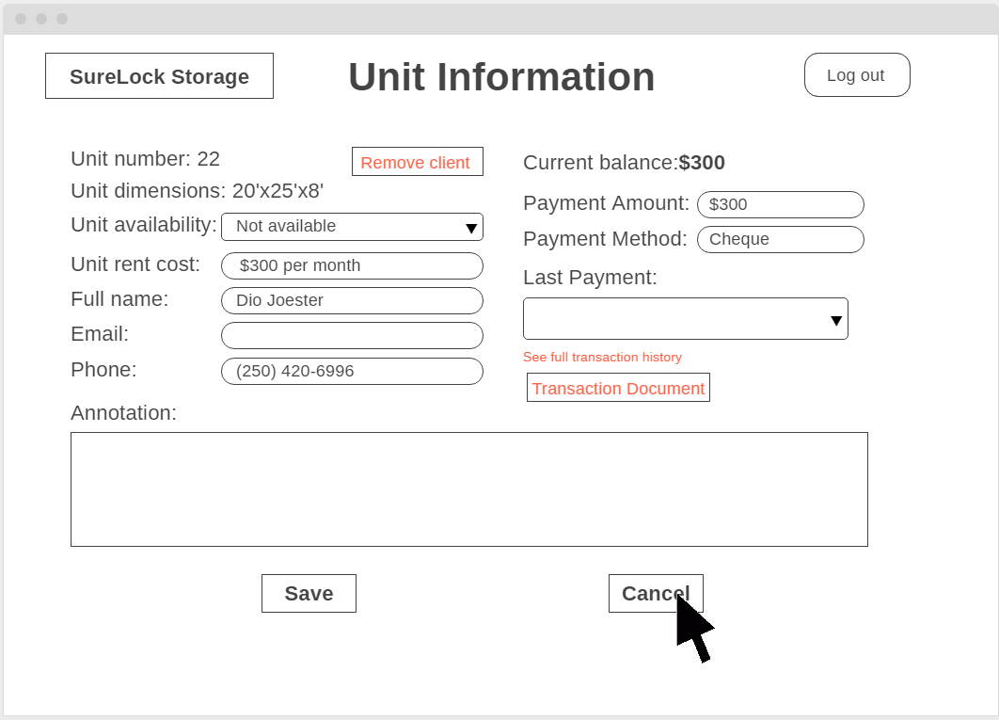 SureLock Storage
Unit Information
Log out
Unit number: 22
Remove client
Unit dimensions: 20'x25'x8'
Unit availability: Not available
Unit rent cost: $300 per month
Full name: Dio Joester
Email:
Phone: (250) 420-6996
Current balance:$300
Payment Amount: $300
Payment Method: Cheque
Last Payment:
See full transaction history
Transaction Document
Annotation:
Save
Cancel